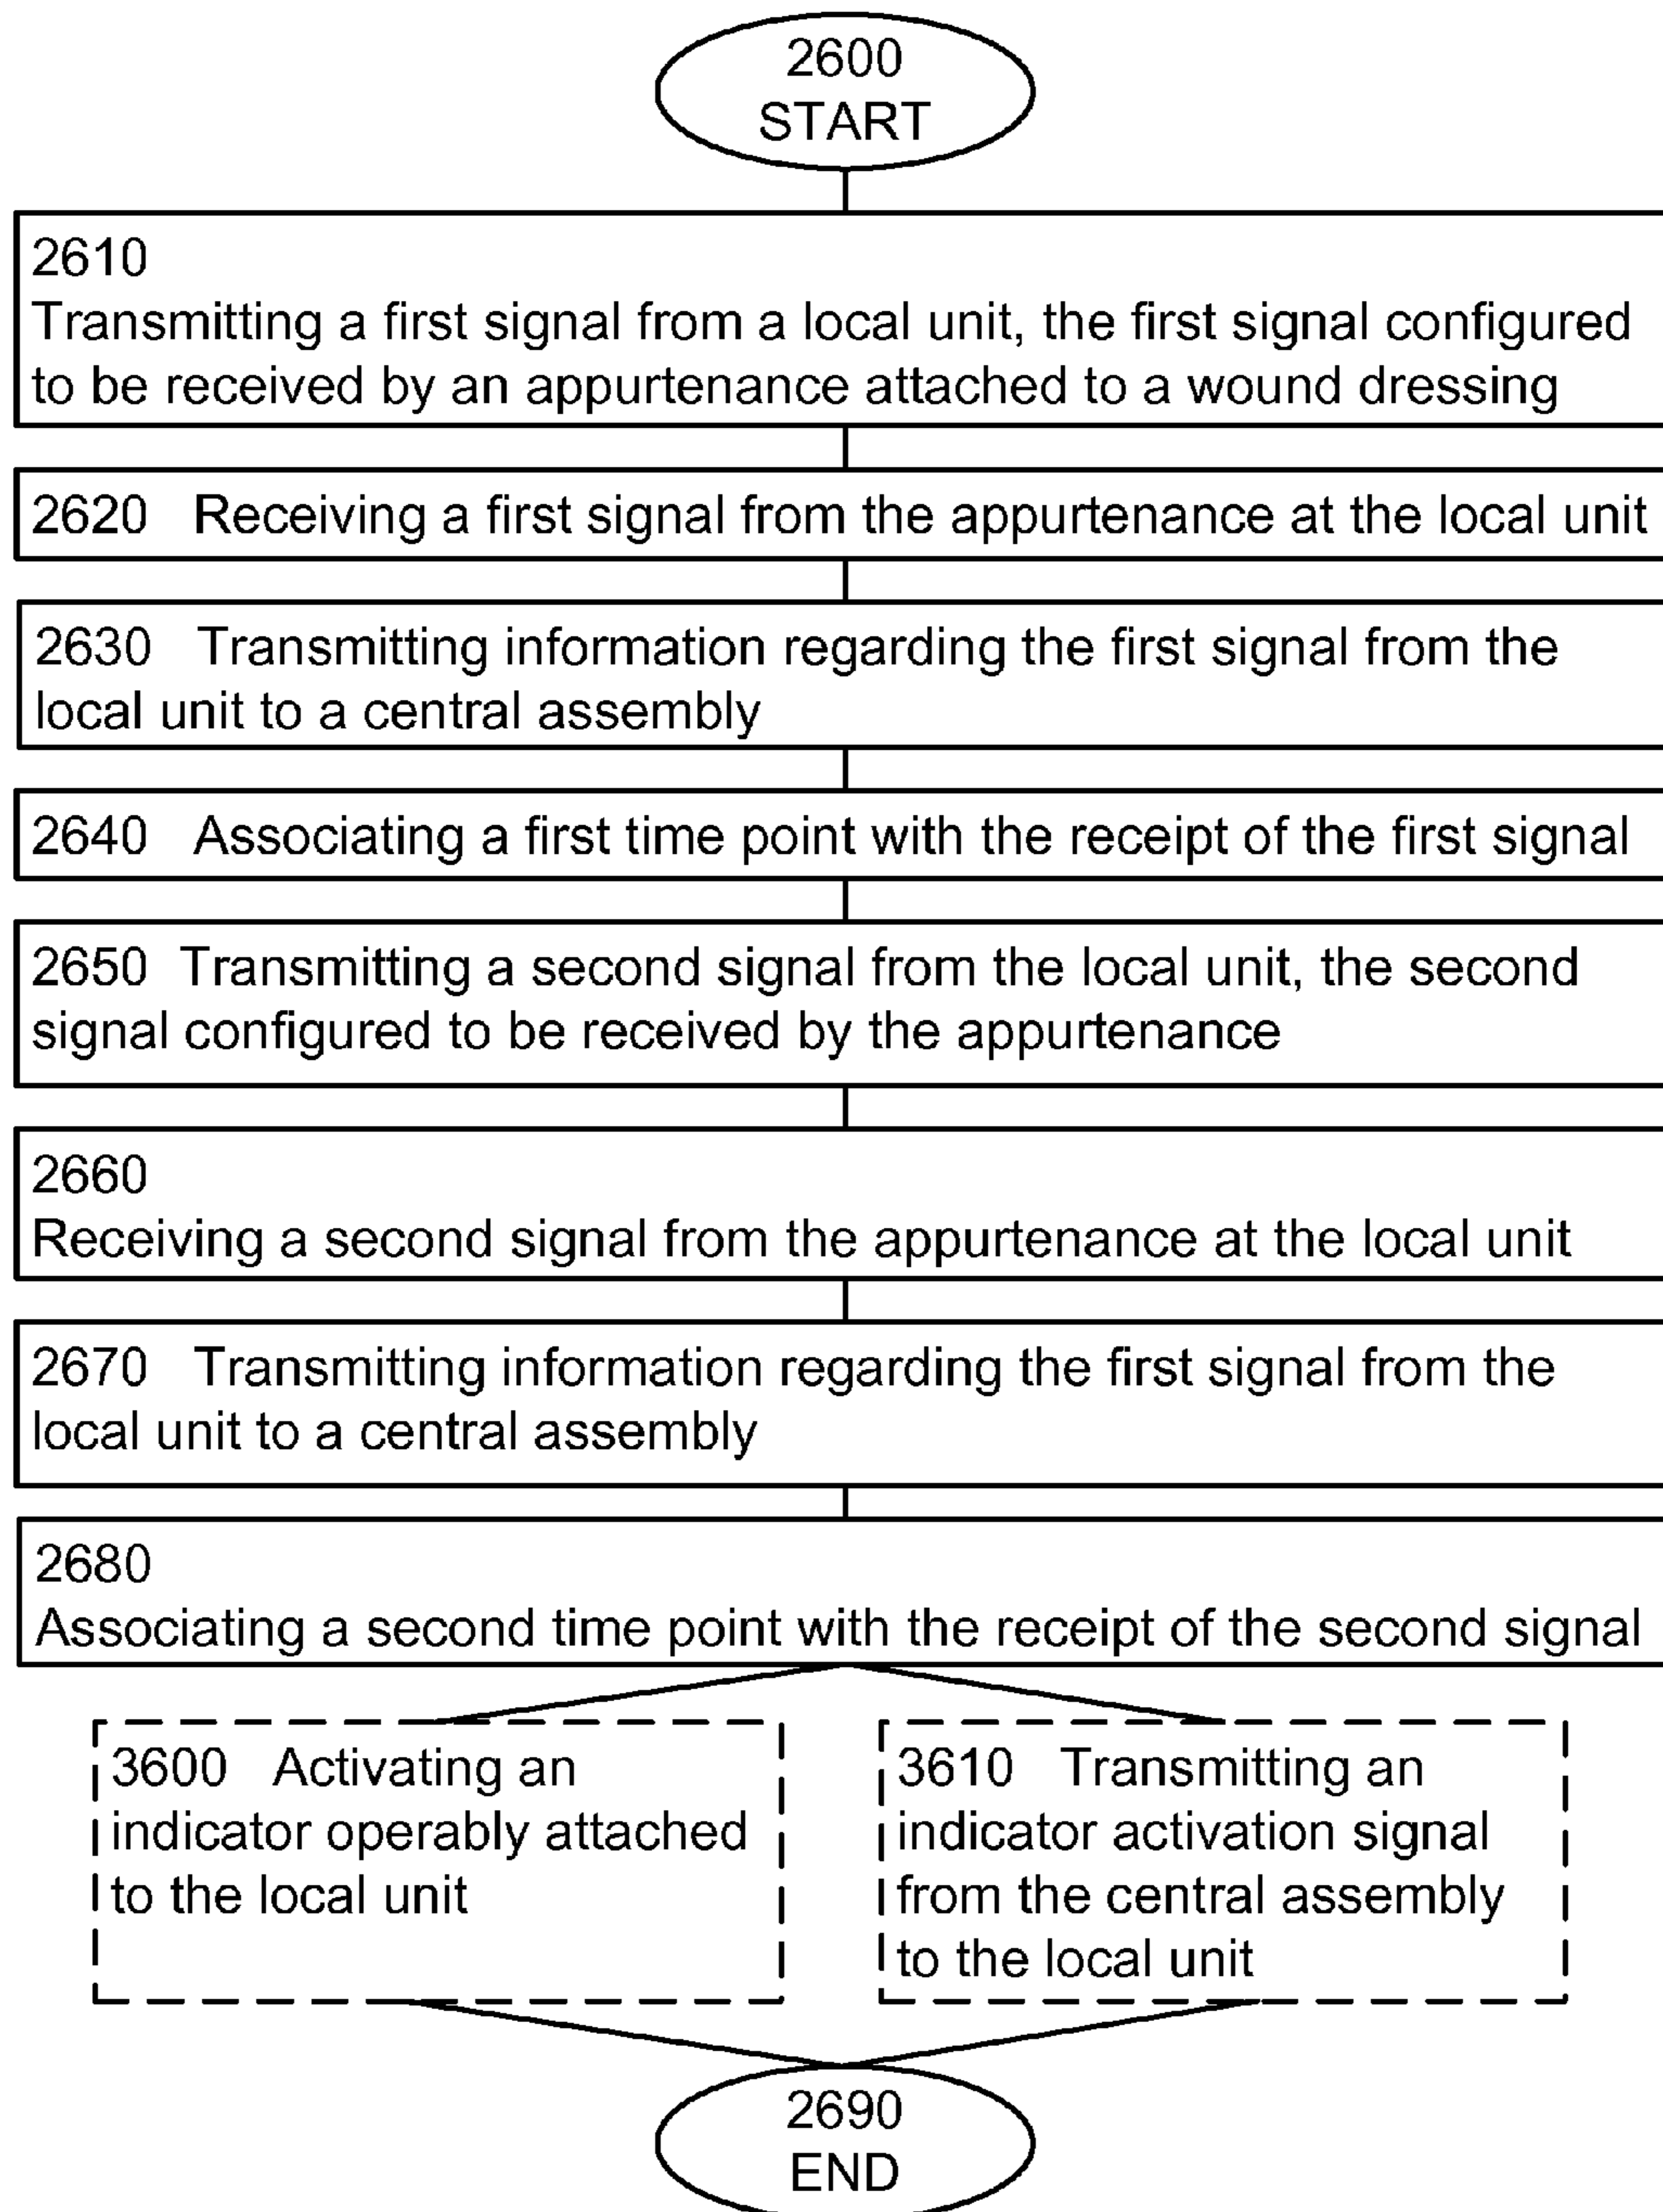 2600
START
2610
Transmitting a first signal from a local unit, the first signal configured
to be received by an appurtenance attached to a wound dressing
2620 Receiving a first signal from the appurtenance at the local unit
2630 Transmitting information regarding the first signal from the
local unit to a central assembly
2640 Associating a first time point with the receipt of the first signal
2650 Transmitting a second signal from the local unit, the second
signal configured to be received by the appurtenance
2660
Receiving a second signal from the appurtenance at the local unit
2670 Transmitting information regarding the first signal from the
local unit to a central assembly
2680
Associating a second time point with the receipt of the second signal
3600 Activating an
indicator operably attached
to the local unit
3610 Transmitting an
indicator activation signal
from the central assembly
to the local unit
2690
END